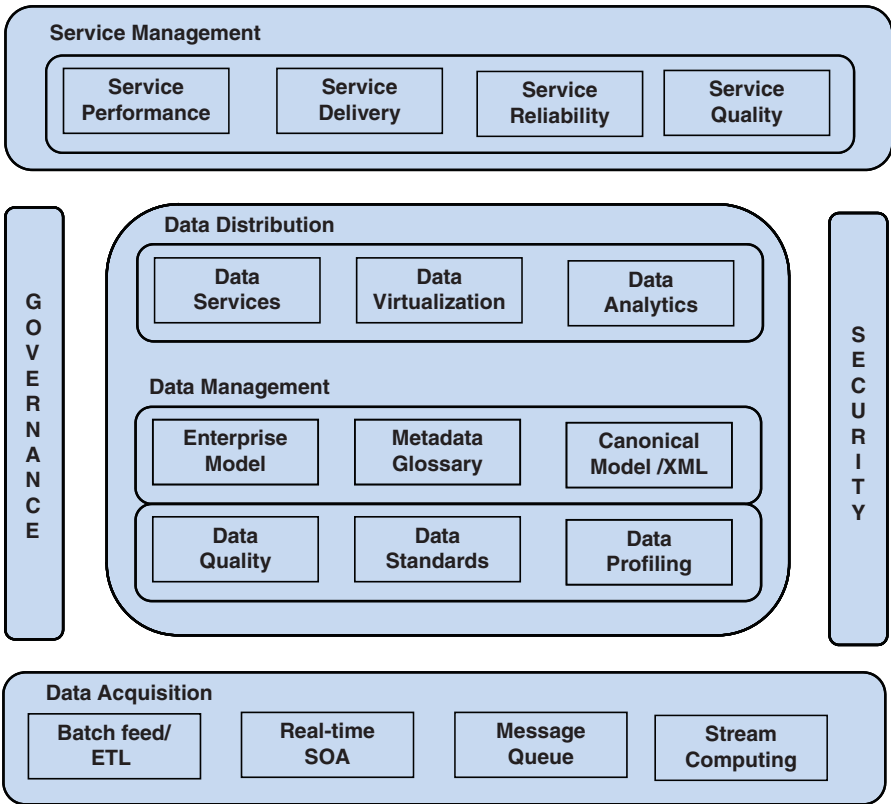 Service Management
Service
Performance
Service
Delivery
Service
Reliability
Service
Quality
GOVERNANCE
Data Distribution
Data
Services
Data
Virtualization
Data
Analytics
Data Management
Enterprise
Model
Metadata
Glossary
Canonical
Model /XML
Data
Quality
Data
Standards
Data
Profiling
SECURITY
Data Acquisition
Batch feed/
ETL
Real-time
SOA
Message
Queue
Stream
Computing